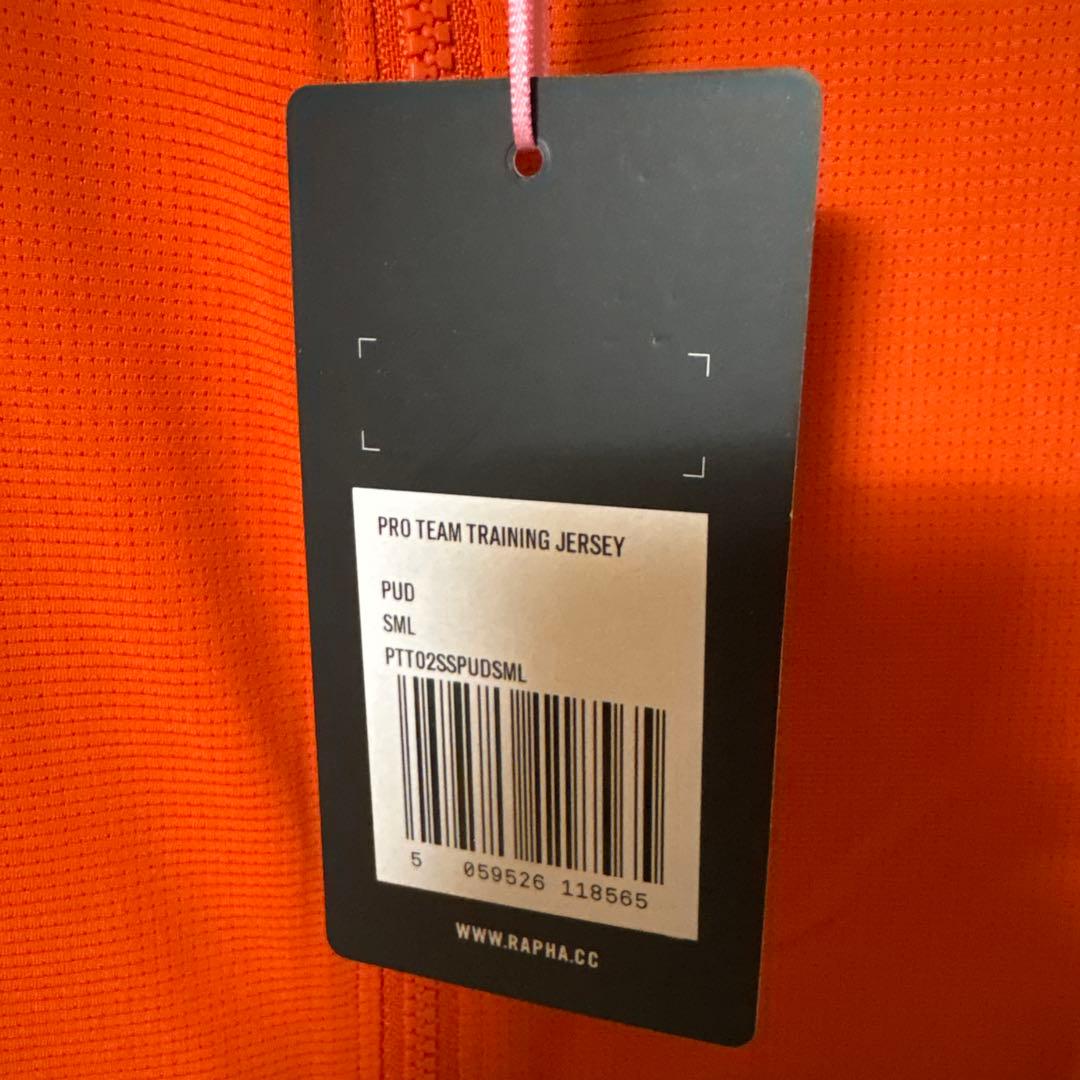 PRO TEAM TRAINING JERSEY
PUD
SML
PTT02SSPUDSML
5 059526 118565
WWW.RAPHA.CC